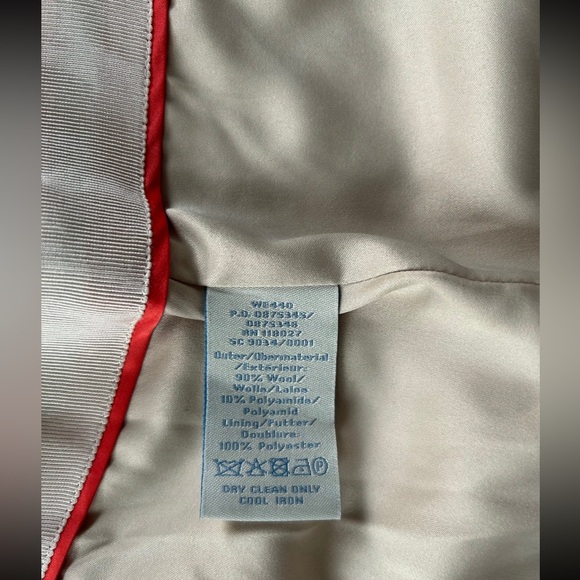 WE440
P.O. 0875345/
0875348
RN 118027
SC 9034/0001
Outer/Obermaterial
/Extérieur:
90% Wool/
Wolle/Laine
10% Polyamide/
Polyamid
Lining/Futter/
Doublure:
100% Polyester
P
DRY CLEAN ONLY
COOL IRON